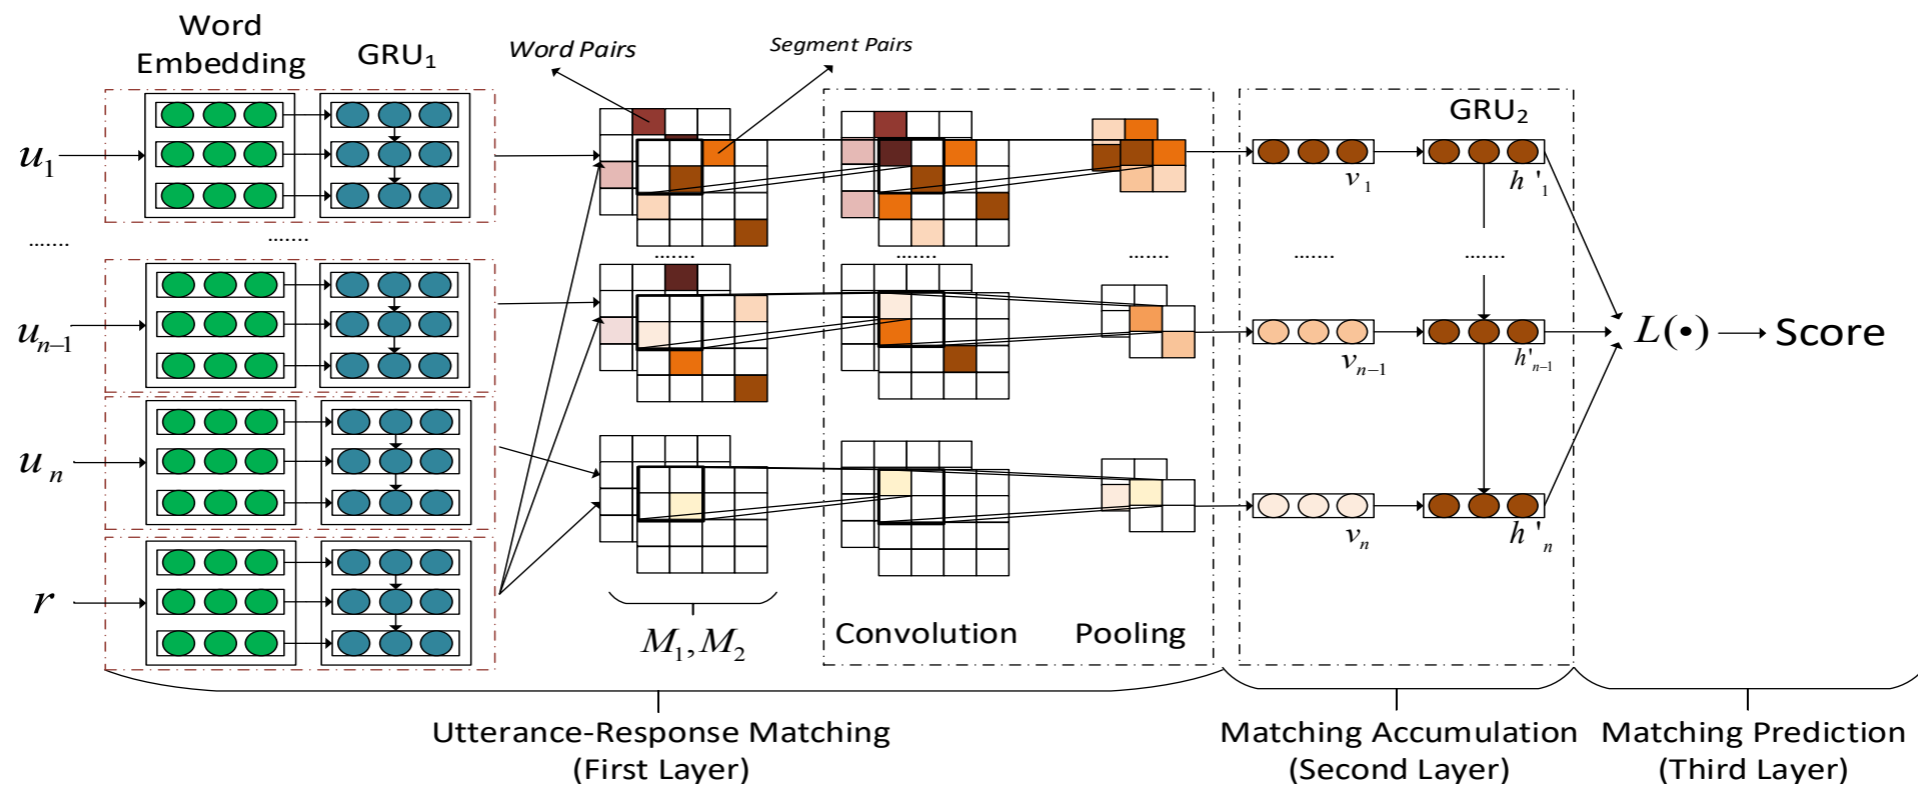 Word
Embedding
GRU₁
Word Pairs
Segment Pairs
GRU₂
u₁
v₁
h'₁
.......
.......
.......
.......
.......
.......
.......
uₙ₋₁
vₙ₋₁
h'ₙ₋₁
L(•)
Score
uₙ
vₙ
h'ₙ
r
M₁, M₂
Convolution
Pooling
Utterance-Response Matching
(First Layer)
Matching Accumulation
(Second Layer)
Matching Prediction
(Third Layer)